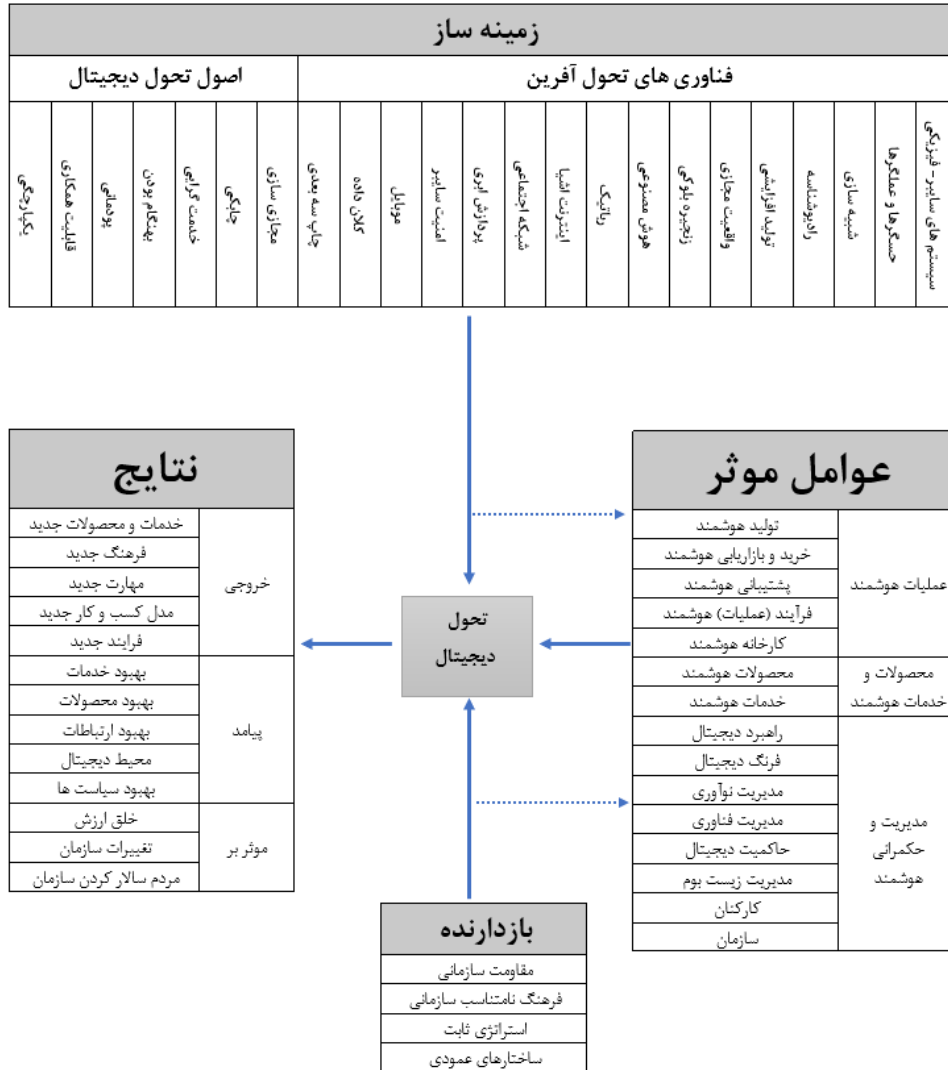 زمینه ساز
فناوری های تحول آفرین
اصول تحول دیجیتال
سیستم های سایبر- فیزیکی
حسگرها و عملگرها
شبیه سازی
رادیوشناسه
تولید افزایشی
واقعیت مجازی
زنجیره بلوکی
هوش مصنوعی
رباتیک
اینترنت اشیا
شبکه اجتماعی
پردازش ابری
امنیت سایبر
موبایل
کلان داده
چاپ سه بعدی
مجازی سازی
چابکی
خدمت گرایی
بهنگام بودن
پودمانی
قابلیت همکاری
یکپارچگی
عوامل موثر
عملیات هوشمند
تولید هوشمند
خرید و بازاریابی هوشمند
پشتیبانی هوشمند
فرآیند (عملیات) هوشمند
کارخانه هوشمند
محصولات و
خدمات هوشمند
محصولات هوشمند
خدمات هوشمند
مدیریت و
حکمرانی
هوشمند
راهبرد دیجیتال
فرنگ دیجیتال
مدیریت نوآوری
مدیریت فناوری
حاکمیت دیجیتال
مدیریت زیست بوم
کارکنان
سازمان
تحول
دیجیتال
نتایج
خروجی
خدمات و محصولات جدید
فرهنگ جدید
مهارت جدید
مدل کسب و کار جدید
فرایند جدید
پیامد
بهبود خدمات
بهبود محصولات
بهبود ارتباطات
محیط دیجیتال
بهبود سیاست ها
موثر بر
خلق ارزش
تغییرات سازمان
مردم سالار کردن سازمان
بازدارنده
مقاومت سازمانی
فرهنگ نامتناسب سازمانی
استراتژی ثابت
ساختارهای عمودی